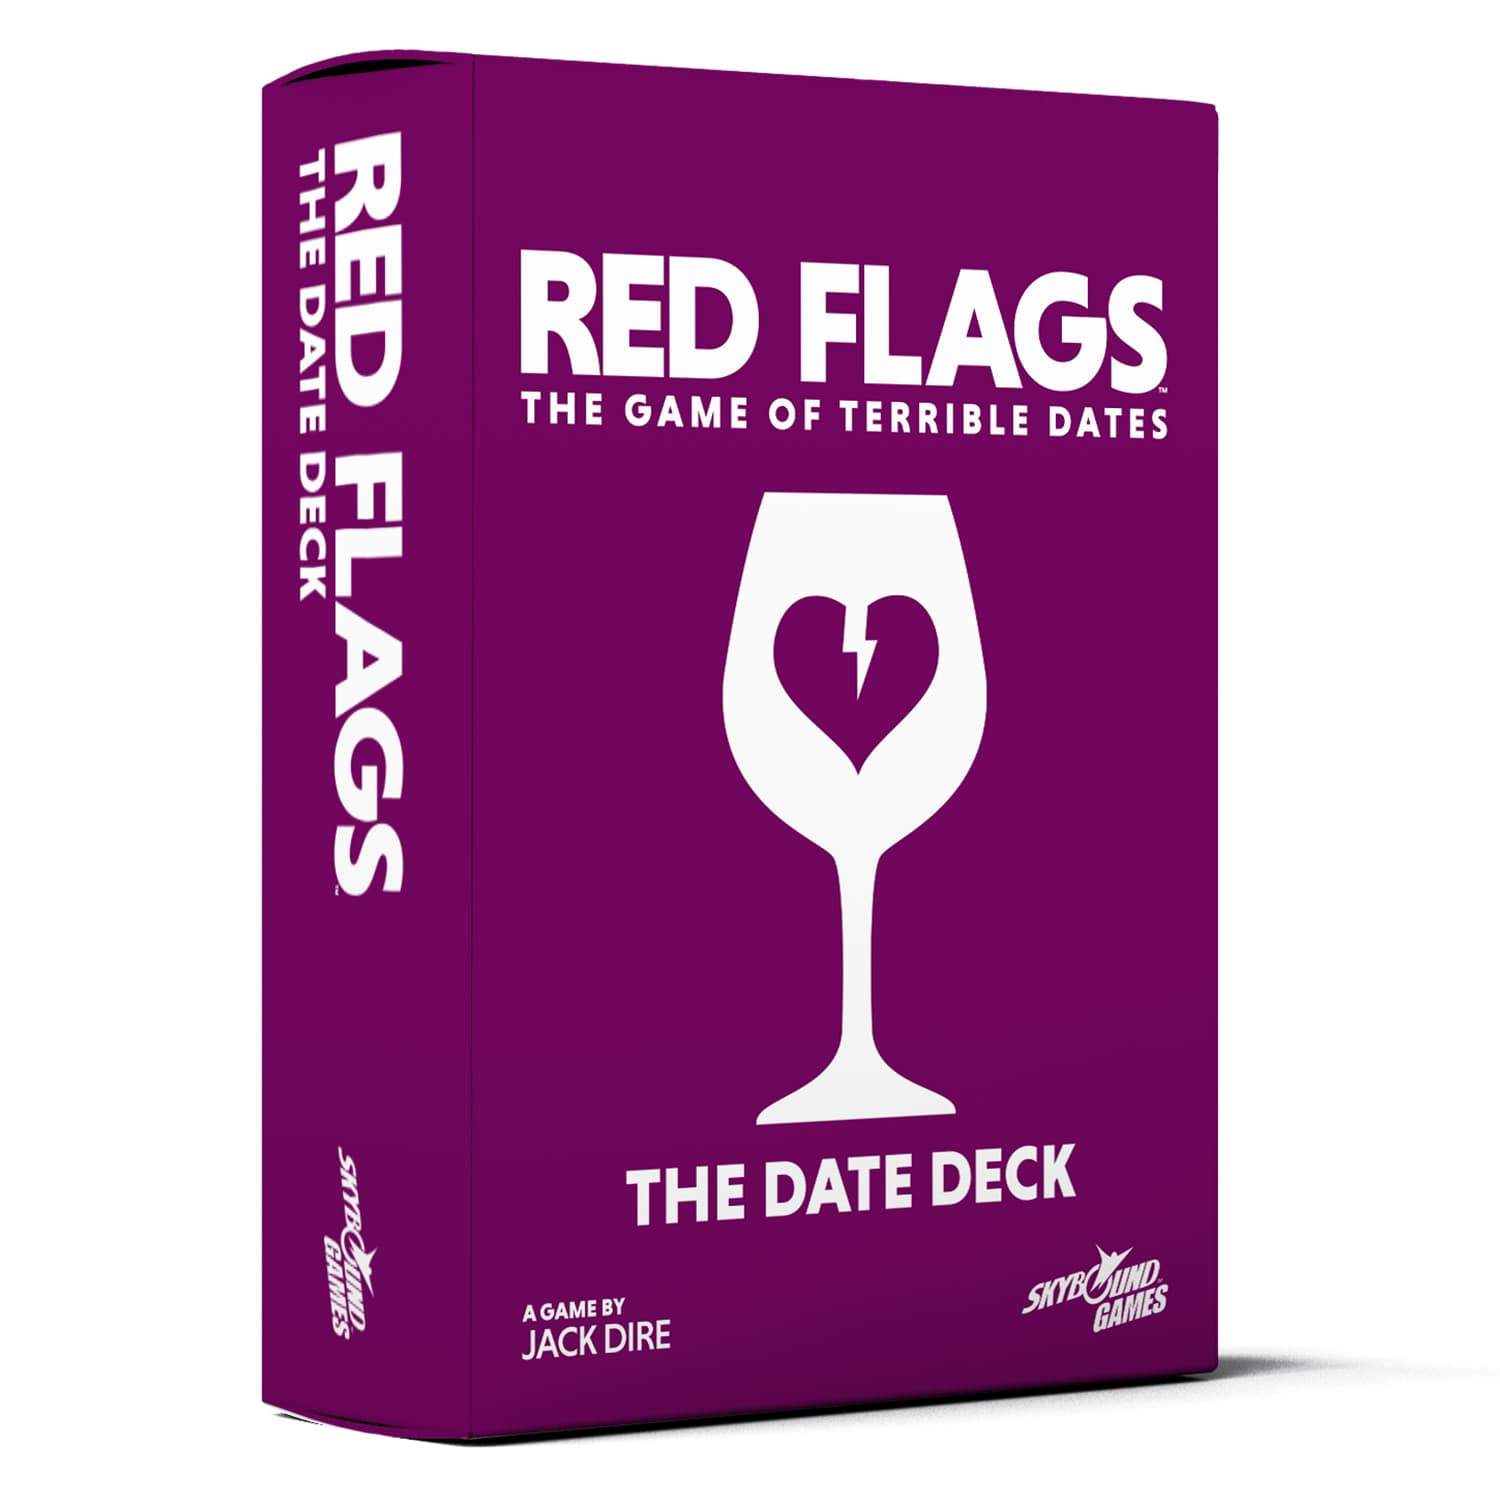 RED FLAGS
THE DATE DECK
SKYBOUND
GAMES
RED FLAGS™
THE GAME OF TERRIBLE DATES
THE DATE DECK
A GAME BY
JACK DIRE
SKYBOUND
GAMES